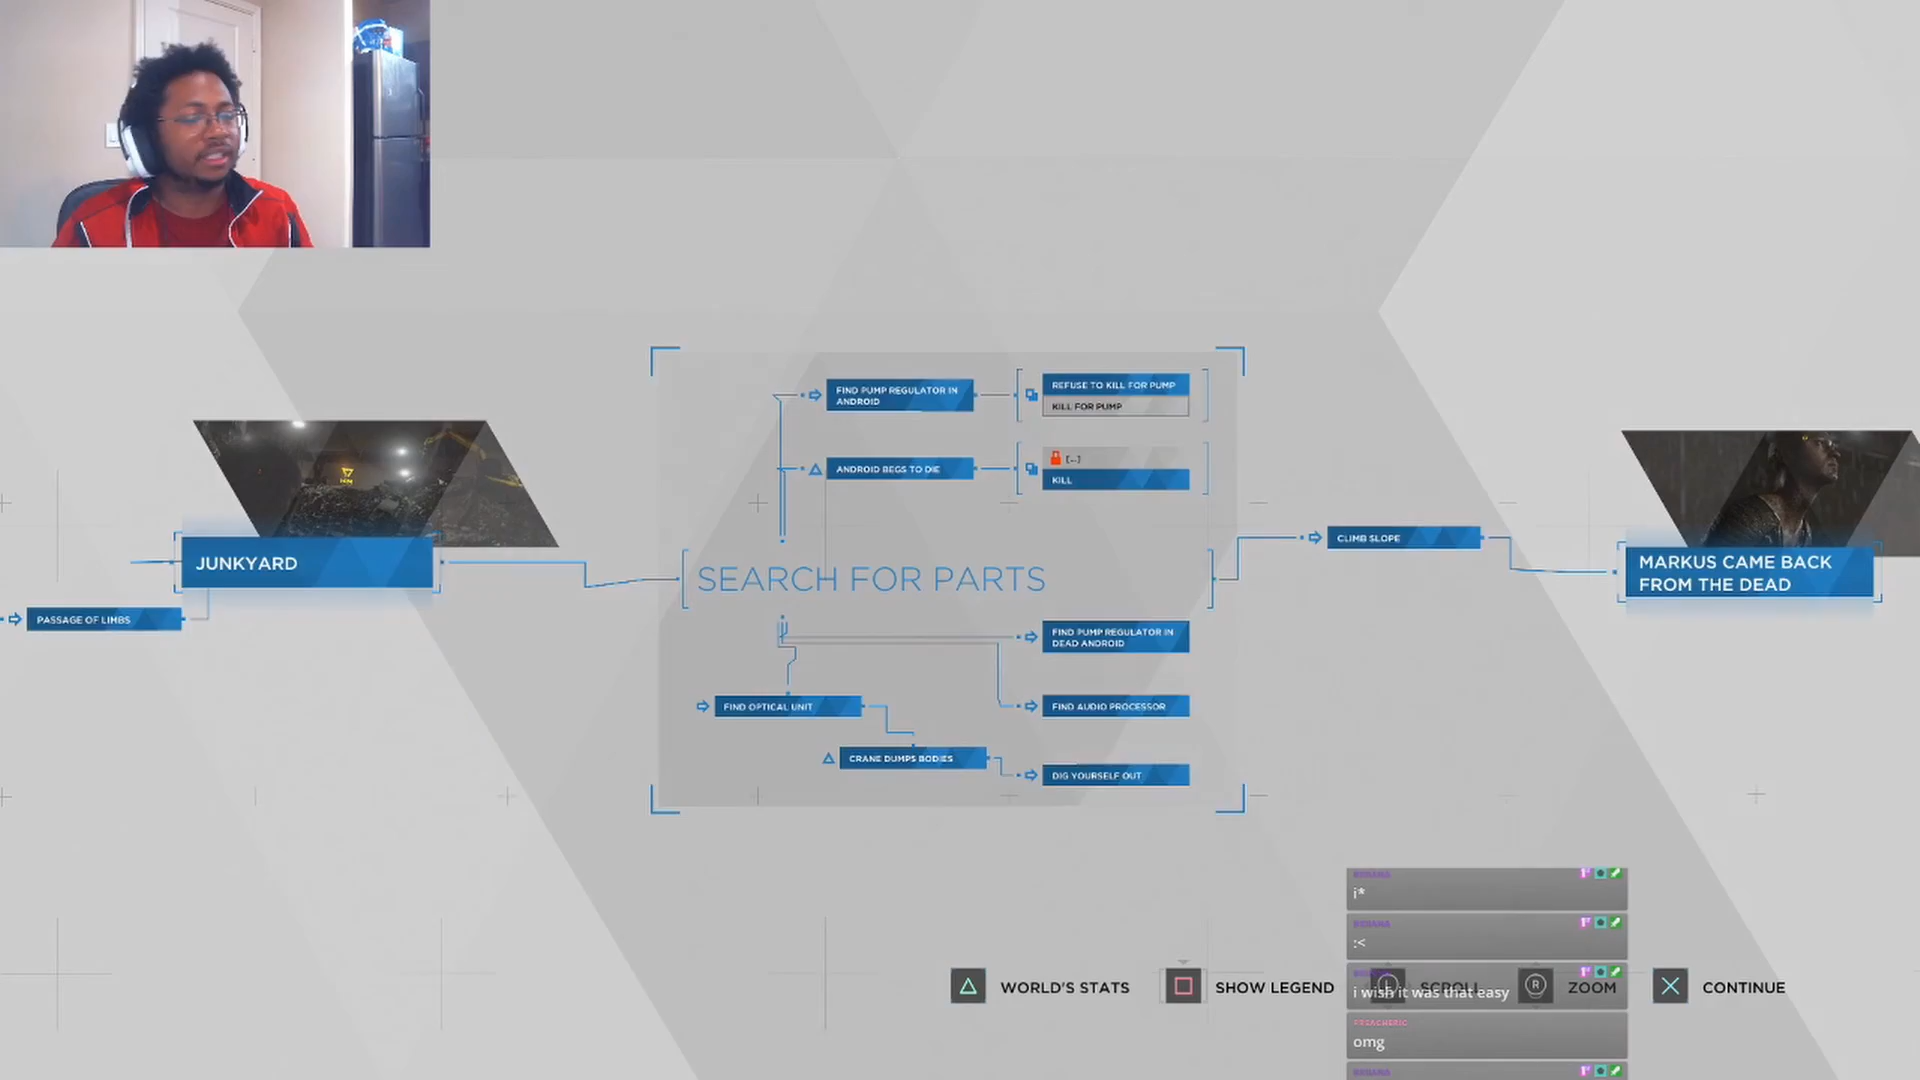 FIND PUMP REGULATOR IN
ANDROID
REFUSE TO KILL FOR PUMP
KILL FOR PUMP
ANDROID BEGS TO DIE
[...]
KILL
JUNKYARD
PASSAGE OF LIMBS
SEARCH FOR PARTS
CLIMB SLOPE
MARKUS CAME BACK
FROM THE DEAD
FIND PUMP REGULATOR IN
DEAD ANDROID
FIND OPTICAL UNIT
FIND AUDIO PROCESSOR
CRANE DUMPS BODIES
DIG YOURSELF OUT
i*
:<
i wish it was that easy
omg
WORLD'S STATS
SHOW LEGEND
L SCROLL
R ZOOM
CONTINUE